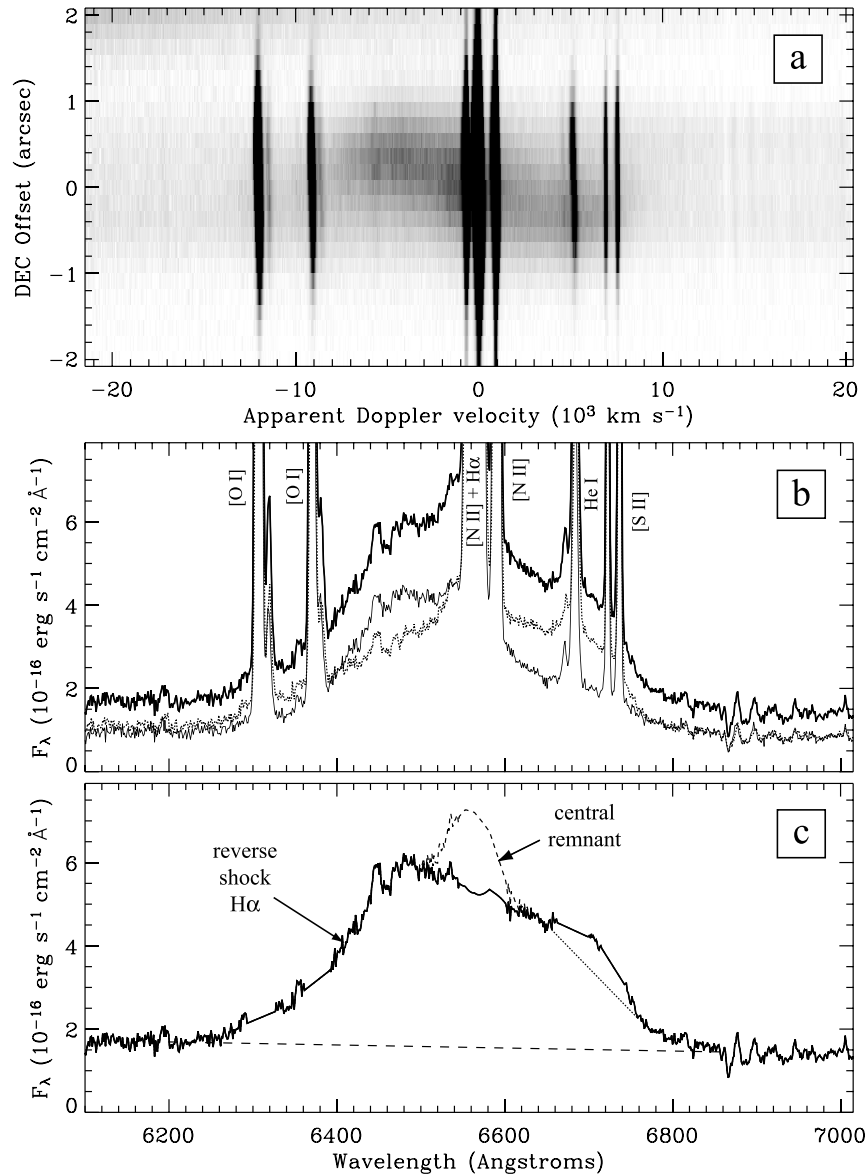 a
2
1
0
−1
−2
DEC Offset (arcsec)
−20
−10
0
10
20
Apparent Doppler velocity (10³ km s⁻¹)
b
[O I]
[O I]
[N II] + Hα
[N II]
He I
[S II]
6
4
2
0
Fλ (10⁻¹⁶ erg s⁻¹ cm⁻² Å⁻¹)
c
central
remnant
reverse
shock
Hα
6
4
2
0
Fλ (10⁻¹⁶ erg s⁻¹ cm⁻² Å⁻¹)
6200
6400
6600
6800
7000
Wavelength (Angstroms)